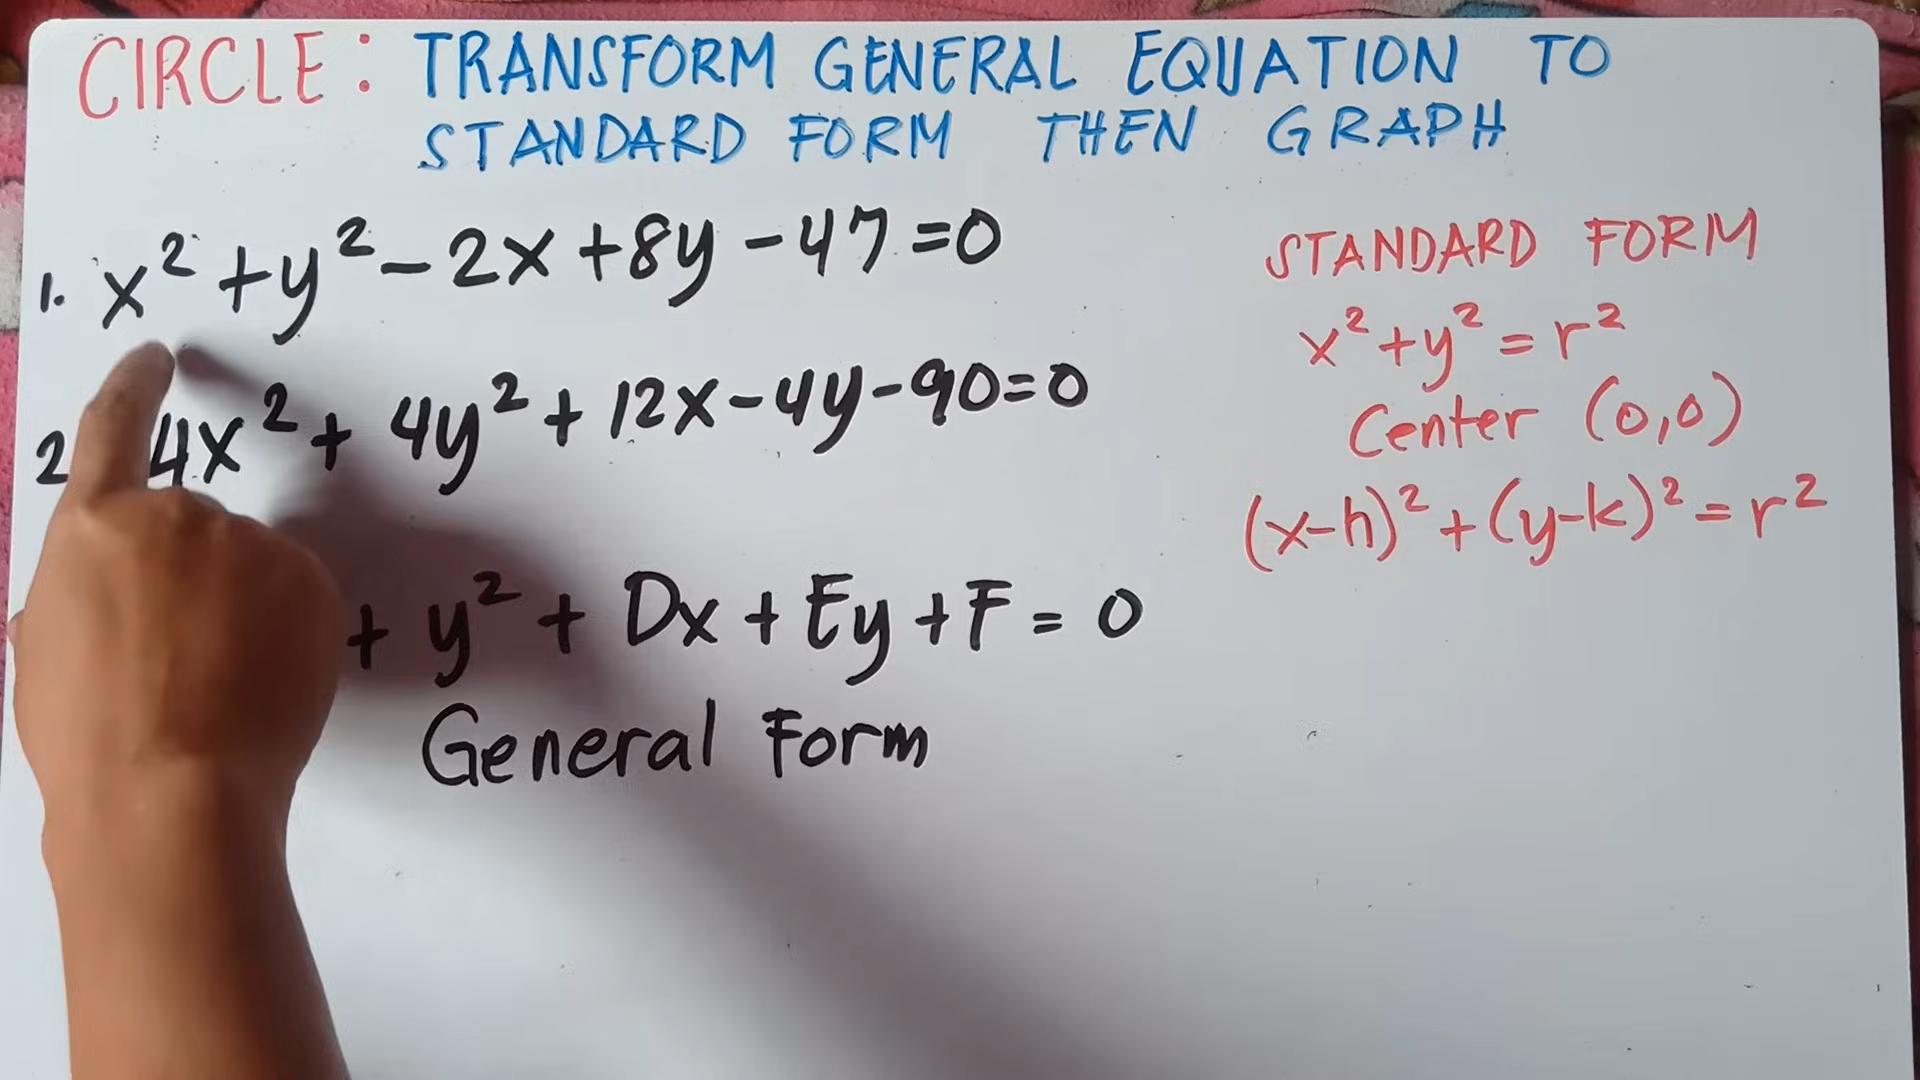 CIRCLE: TRANSFORM GENERAL EQUATION TO
STANDARD FORM THEN GRAPH
1. x² + y² - 2x + 8y - 47 = 0
2 4x² + 4y² + 12x - 4y - 90 = 0
+ y² + Dx + Ey + F = 0
General Form
STANDARD FORM
x² + y² = r²
Center (0,0)
(x-h)² + (y-k)² = r²